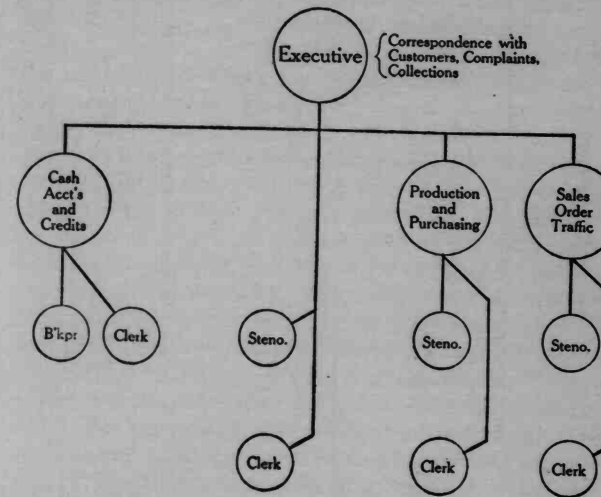 Executive
Correspondence with
Customers, Complaints,
Collections
Cash
Acct's
and
Credits
Production
and
Purchasing
Sales
Order
Traffic
B'kpr
Clerk
Steno.
Steno.
Steno.
Clerk
Clerk
Clerk